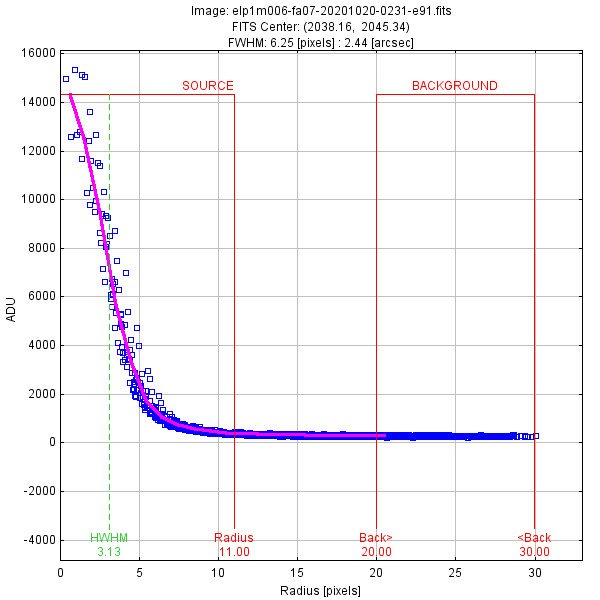 Image: elp1m006-fa07-20201020-0231-e91.fits
FITS Center: (2038.16, 2045.34)
FWHM: 6.25 [pixels] : 2.44 [arcsec]
16000
SOURCE
BACKGROUND
14000
12000
10000
8000
6000
ADU
4000
2000
0
-2000
-4000
HWHM
3.13
Radius
11.00
Back>
20.00
<Back
30.00
0
5
10
15
20
25
30
Radius [pixels]